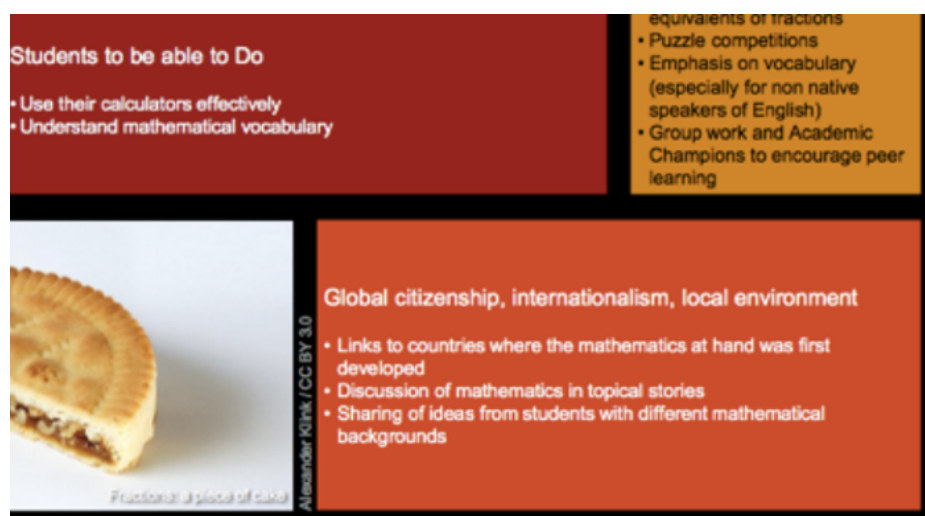 Students to be able to Do
• Use their calculators effectively
• Understand mathematical vocabulary
equivalents of fractions
• Puzzle competitions
• Emphasis on vocabulary
(especially for non native
speakers of English)
• Group work and Academic
Champions to encourage peer
learning
Fractions: a piece of cake
Alexander Klink / CC BY 3.0
Global citizenship, internationalism, local environment
• Links to countries where the mathematics at hand was first
developed
• Discussion of mathematics in topical stories
• Sharing of ideas from students with different mathematical
backgrounds